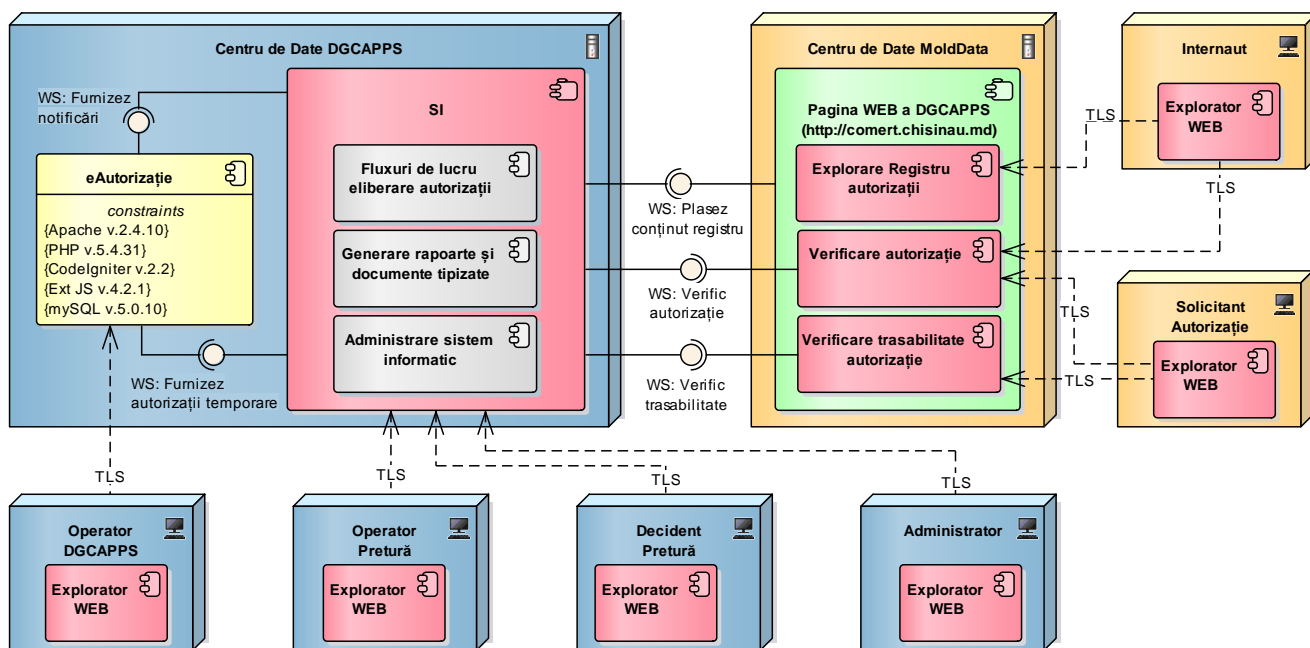 Centru de Date DGCAPPS
WS: Furnizez
notificări
eAutorizație
constraints
{Apache v.2.4.10}
{PHP v.5.4.31}
{CodeIgniter v.2.2}
{Ext JS v.4.2.1}
{mySQL v.5.0.10}
WS: Furnizez
autorizații temporare
SI
Fluxuri de lucru
eliberare autorizații
Generare rapoarte și
documente tipizate
Administrare sistem
informatic
WS: Plasez
conținut registru
WS: Verific
autorizație
WS: Verific
trasabilitate
Centru de Date MoldData
Pagina WEB a DGCAPPS
(http://comert.chisinau.md)
Explorare Registru
autorizații
Verificare autorizație
Verificare trasabilitate
autorizație
TLS
TLS
TLS
TLS
Internaut
Explorator
WEB
Solicitant
Autorizație
Explorator
WEB
TLS
TLS
TLS
TLS
Operator
DGCAPPS
Explorator
WEB
Operator
Pretură
Explorator
WEB
Decident
Pretură
Explorator
WEB
Administrator
Explorator
WEB